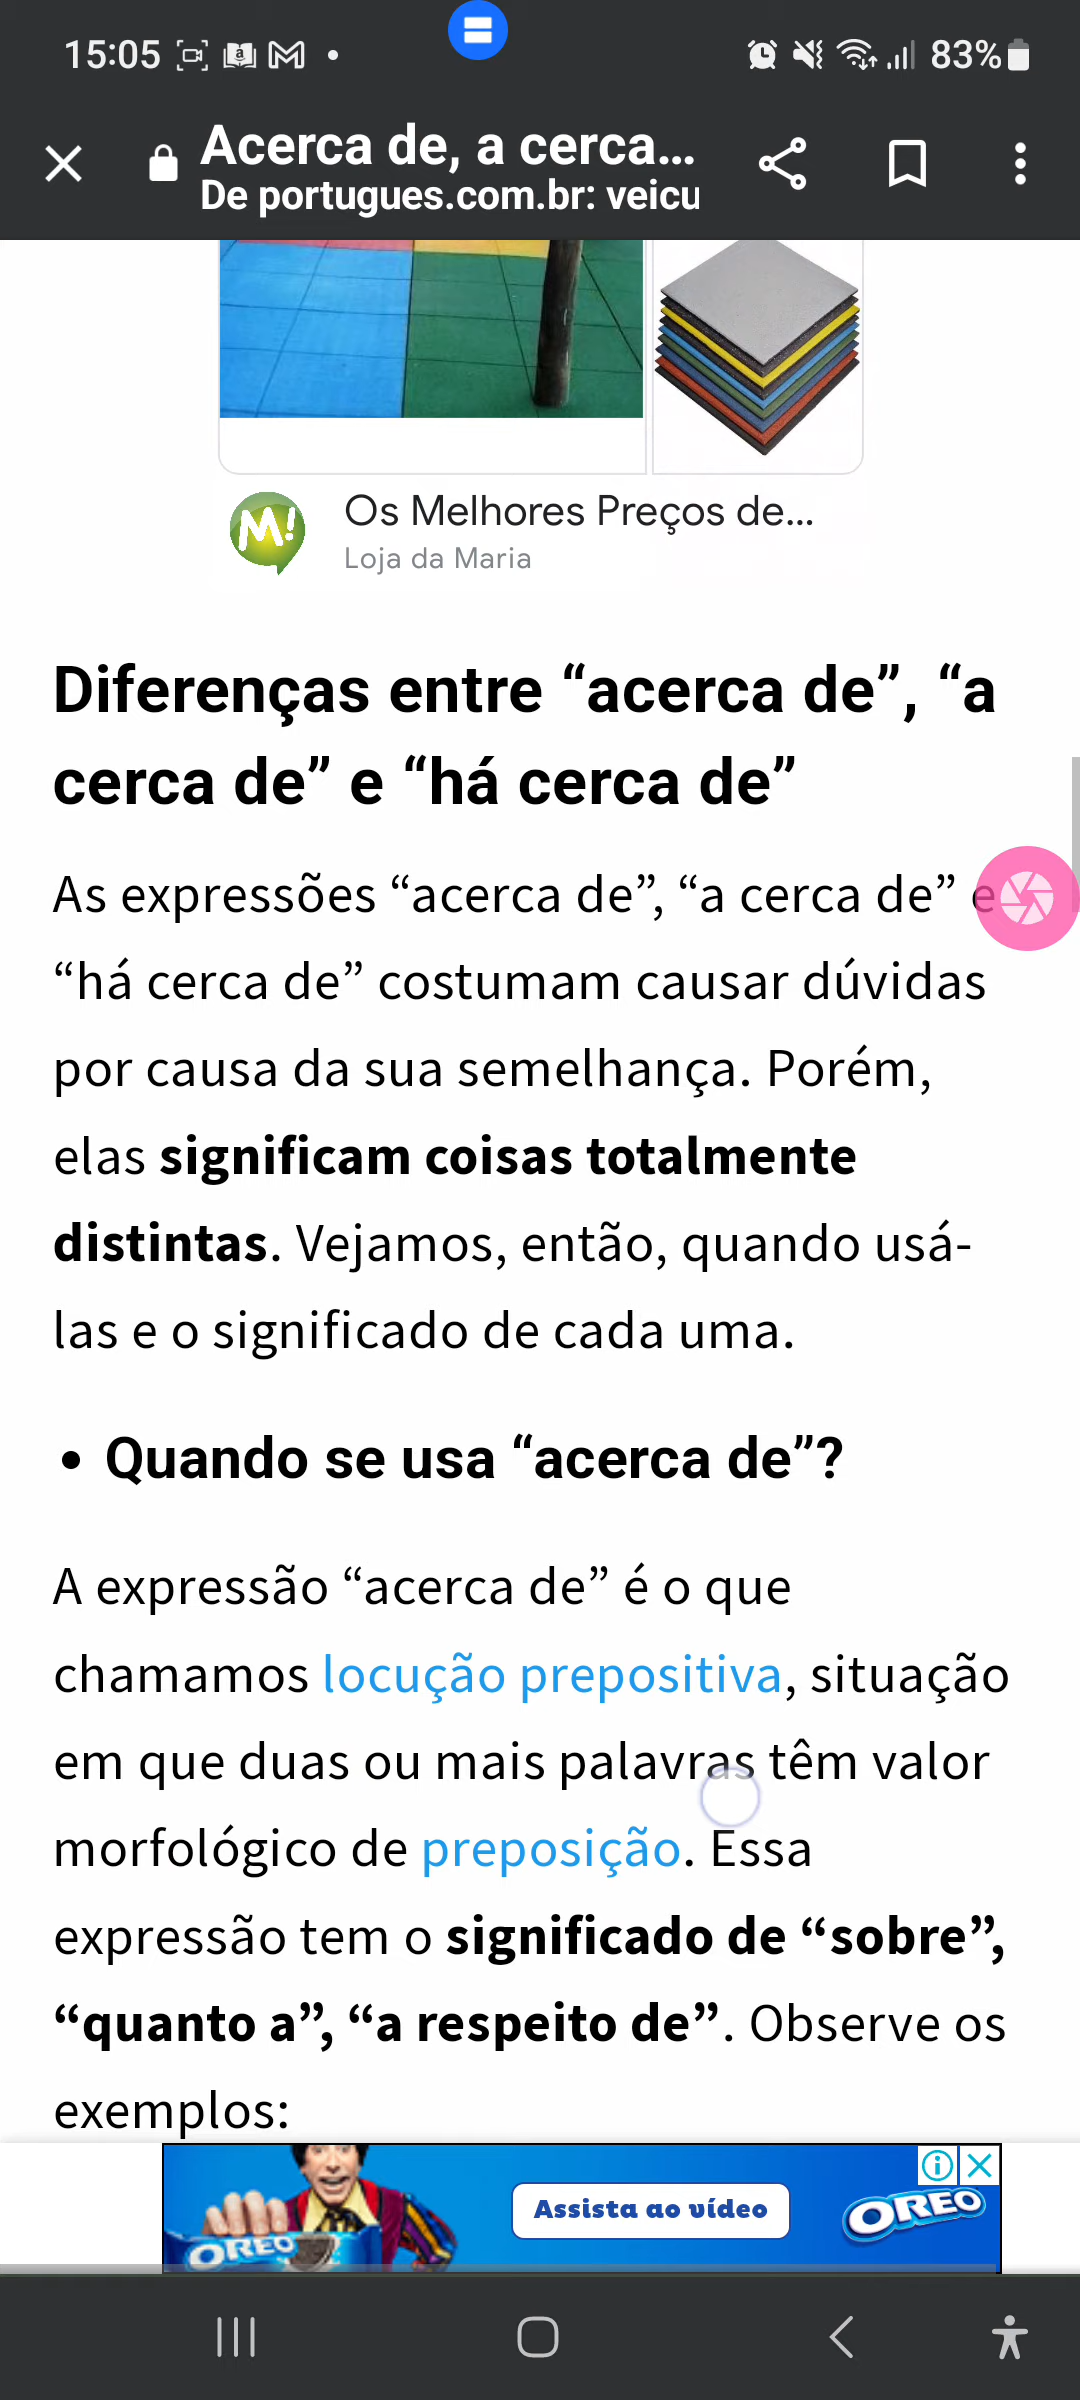 15:05
83%
Acerca de, a cerca...
De portugues.com.br: veicu
M!
Os Melhores Preços de...
Loja da Maria
Diferenças entre “acerca de”, “a
cerca de” e “há cerca de”
As expressões “acerca de”, “a cerca de” e
“há cerca de” costumam causar dúvidas
por causa da sua semelhança. Porém,
elas significam coisas totalmente
distintas. Vejamos, então, quando usá-
las e o significado de cada uma.
• Quando se usa “acerca de”?
A expressão “acerca de” é o que
chamamos locução prepositiva, situação
em que duas ou mais palavras têm valor
morfológico de preposição. Essa
expressão tem o significado de “sobre”,
“quanto a”, “a respeito de”. Observe os
exemplos:
Assista ao vídeo
OREO
OREO